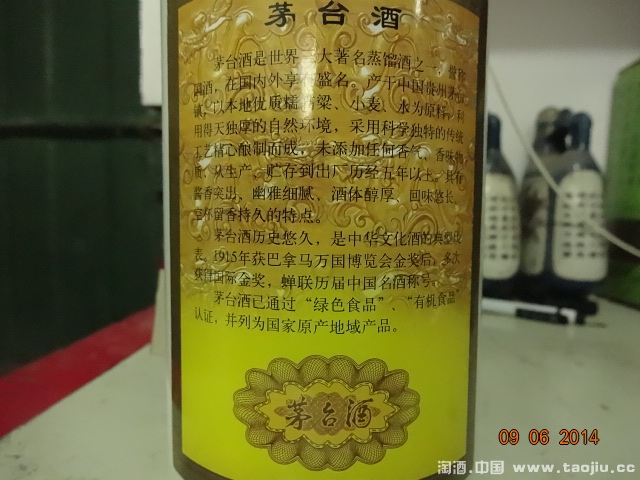 茅台酒
茅台酒是世界三大著名蒸馏酒之一,誉称
国酒,在国内外享有盛名。产于中国贵州茅台
镇,以本地优质糯高粱、小麦、水为原料,利
用得天独厚的自然环境,采用科学独特的传统
工艺精心酿制而成,未添加任何香气、香味物
质,从生产、贮存到出厂历经五年以上。具有
酱香突出、幽雅细腻、酒体醇厚、回味悠长、
空杯留香持久的特点。
茅台酒历史悠久,是中华文化酒的典型代
表。1915年获巴拿马万国博览会金奖后,多次
获得国际金奖,蝉联历届中国名酒称号。
茅台酒已通过“绿色食品”、“有机食品”
认证,并列为国家原产地域产品。
茅台酒
09 06 2014
淘酒.中国 www.taojiu.cc